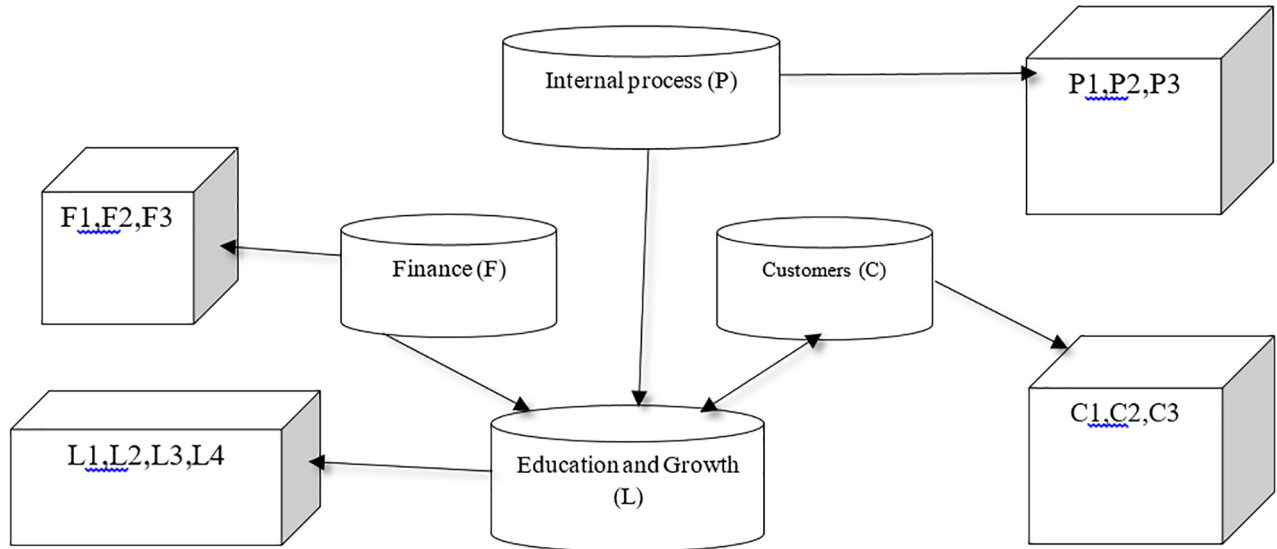 Internal process (P)
P1,P2,P3
F1,F2,F3
Finance (F)
Customers (C)
C1,C2,C3
L1,L2,L3,L4
Education and Growth
(L)